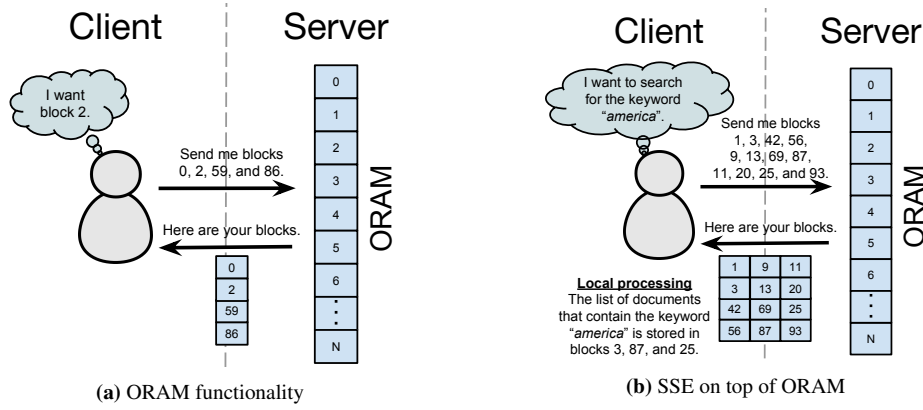 Client
Server
I want
block 2.
Send me blocks
0, 2, 59, and 86.
Here are your blocks.
0
2
59
86
0
1
2
3
4
5
6
N
ORAM
(a) ORAM functionality
Client
Server
I want to search
for the keyword
“america”.
Send me blocks
1, 3, 42, 56,
9, 13, 69, 87,
11, 20, 25, and 93.
Here are your blocks.
Local processing
The list of documents
that contain the keyword
“america” is stored in
blocks 3, 87, and 25.
1 9 11
3 13 20
42 69 25
56 87 93
0
1
2
3
4
5
6
N
ORAM
(b) SSE on top of ORAM